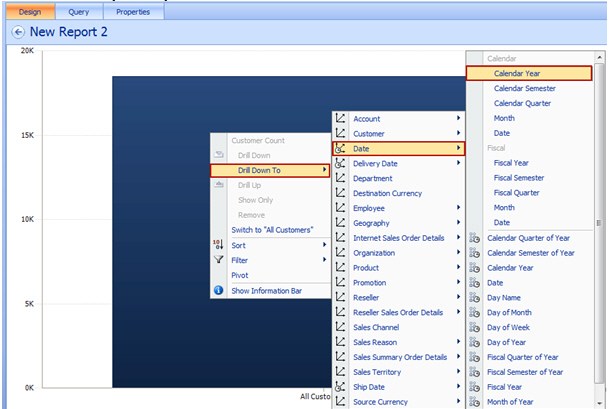 Design Query Properties
New Report 2
20K
15K
10K
5K
0K
All Custo
Customer Count
Drill Down
Drill Down To
Drill Up
Show Only
Remove
Switch to "All Customers"
Sort
Filter
Pivot
Show Information Bar
Account
Customer
Date
Delivery Date
Department
Destination Currency
Employee
Geography
Internet Sales Order Details
Organization
Product
Promotion
Reseller
Reseller Sales Order Details
Sales Channel
Sales Reason
Sales Summary Order Details
Sales Territory
Ship Date
Source Currency
Calendar
Calendar Year
Calendar Semester
Calendar Quarter
Month
Date
Fiscal
Fiscal Year
Fiscal Semester
Fiscal Quarter
Month
Date
Calendar Quarter of Year
Calendar Semester of Year
Calendar Year
Date
Day Name
Day of Month
Day of Week
Day of Year
Fiscal Quarter of Year
Fiscal Semester of Year
Fiscal Year
Month of Year